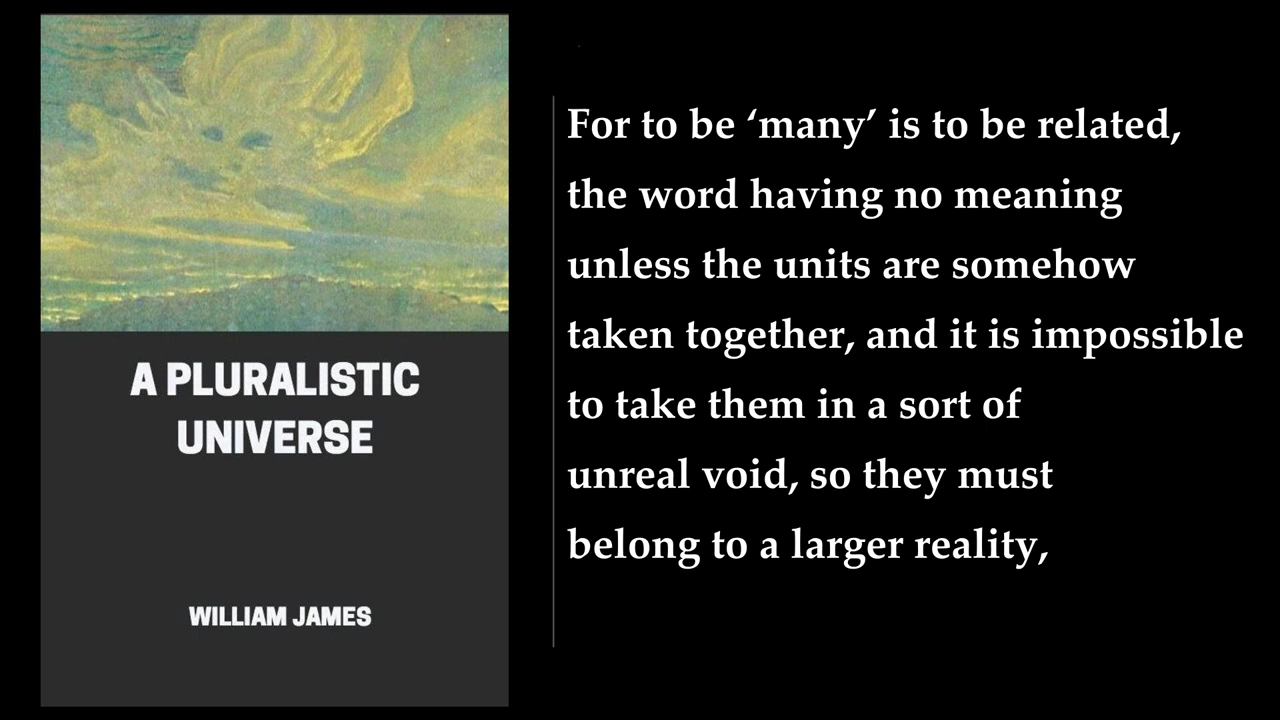 A PLURALISTIC
UNIVERSE
WILLIAM JAMES
For to be ‘many’ is to be related,
the word having no meaning
unless the units are somehow
taken together, and it is impossible
to take them in a sort of
unreal void, so they must
belong to a larger reality,